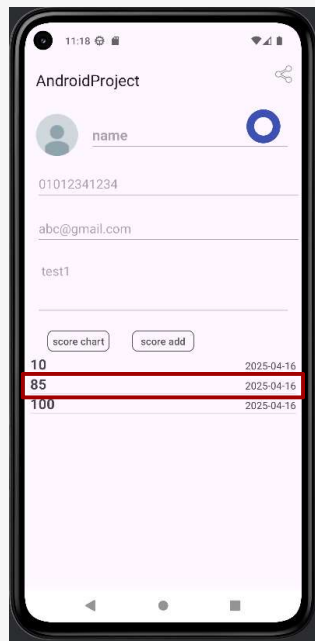 11:18
AndroidProject
name
01012341234
abc@gmail.com
test1
score chart score add
10 2025-04-16
85 2025-04-16
100 2025-04-16